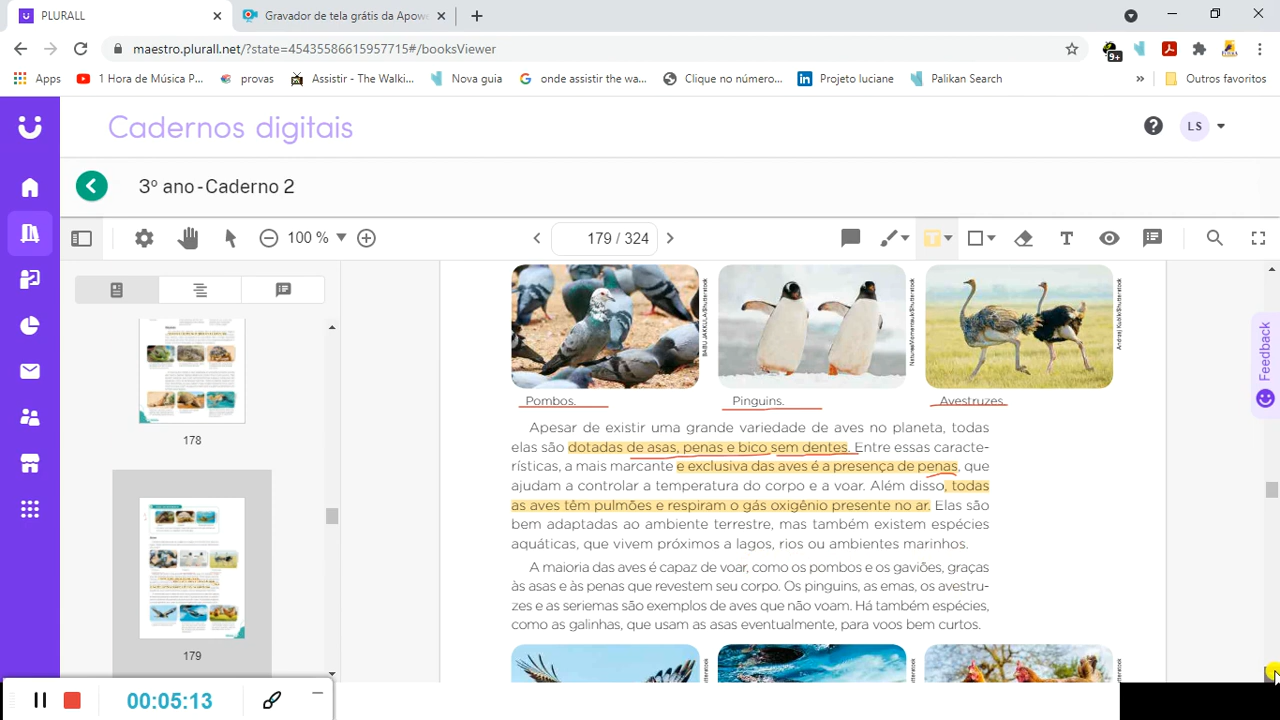 PLURALL
Gravador de tela grátis da Apowe
maestro.plurall.net/?state=45435586615957715#/booksViewer
9+
Apps
1 Hora de Música P...
provas
Assistir - The Walki...
Nova guia
onde assistir the wa...
Clique no número...
Projeto luciane
Palikan Search
»
Outros favoritos
Cadernos digitais
LS
3º ano - Caderno 2
100 %
179 / 324
T
T
178
179
BABU JAKKULLA/Shutterstock
Andrzej Kubik/Shutterstock
Pombos.
Pinguins.
Avestruzes.
Apesar de existir uma grande variedade de aves no planeta, todas
elas são dotadas de asas, penas e bico sem dentes. Entre essas caracte-
rísticas, a mais marcante e exclusiva das aves é a presença de penas, que
ajudam a controlar a temperatura do corpo e a voar. Além disso, todas
as aves têm pulmões e respiram o gás oxigênio presente no ar. Elas são
bem adaptadas ao ambiente terrestre, mas também existem espécies
aquáticas, que vivem próximos a lagos, rios ou ambientes marinhos.
A maioria das aves é capaz de voar, como os pombos e os gaviões, graças
às asas e às penas que revestem seu corpo. Os pinguins, as emas, os avestru-
zes e as seriemas são exemplos de aves que não voam. Há também espécies,
como as galinhas, que usam as asas eventualmente, para voos bem curtos.
Feedback
00:05:13